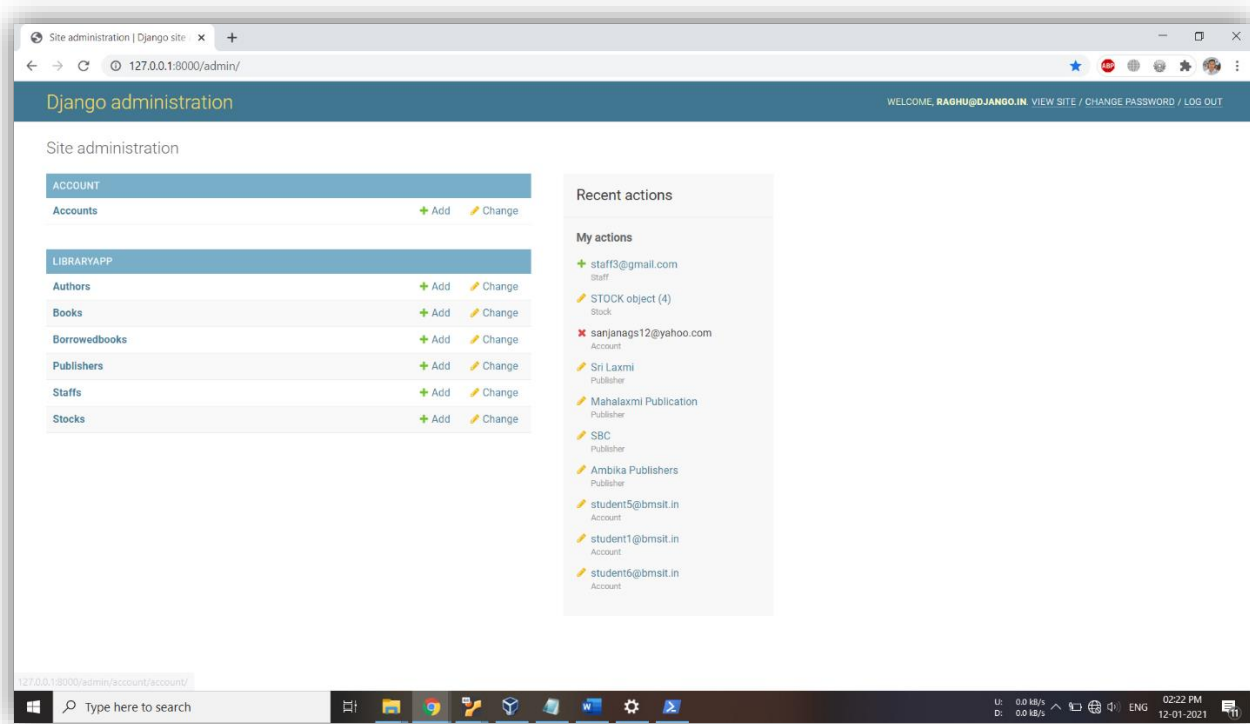 Site administration | Django site
127.0.0.1:8000/admin/
ABP
Django administration
WELCOME, RAGHU@DJANGO.IN. VIEW SITE / CHANGE PASSWORD / LOG OUT
Site administration
ACCOUNT
Accounts Add Change
LIBRARYAPP
Authors Add Change
Books Add Change
Borrowedbooks Add Change
Publishers Add Change
Staffs Add Change
Stocks Add Change
Recent actions
My actions
staff3@gmail.com
Staff
STOCK object (4)
Stock
sanjanags12@yahoo.com
Account
Sri Laxmi
Publisher
Mahalaxmi Publication
Publisher
SBC
Publisher
Ambika Publishers
Publisher
student5@bmsit.in
Account
student1@bmsit.in
Account
student6@bmsit.in
Account
127.0.0.1:8000/admin/account/account/
Type here to search
U: 0.0 kB/s
D: 0.0 kB/s
ENG
02:22 PM
12-01-2021
11